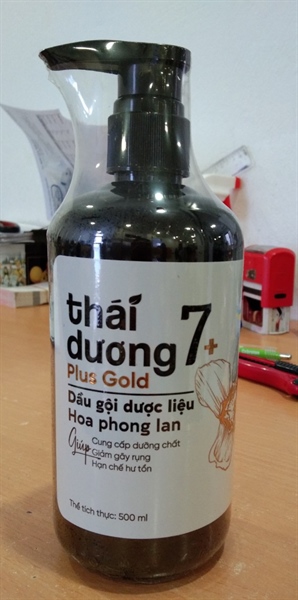 thái
dương 7+
Plus Gold
Dầu gội dược liệu
Hoa phong lan
Giúp
Cung cấp dưỡng chất
Giảm gãy rụng
Hạn chế hư tổn
Thể tích thực: 500 ml